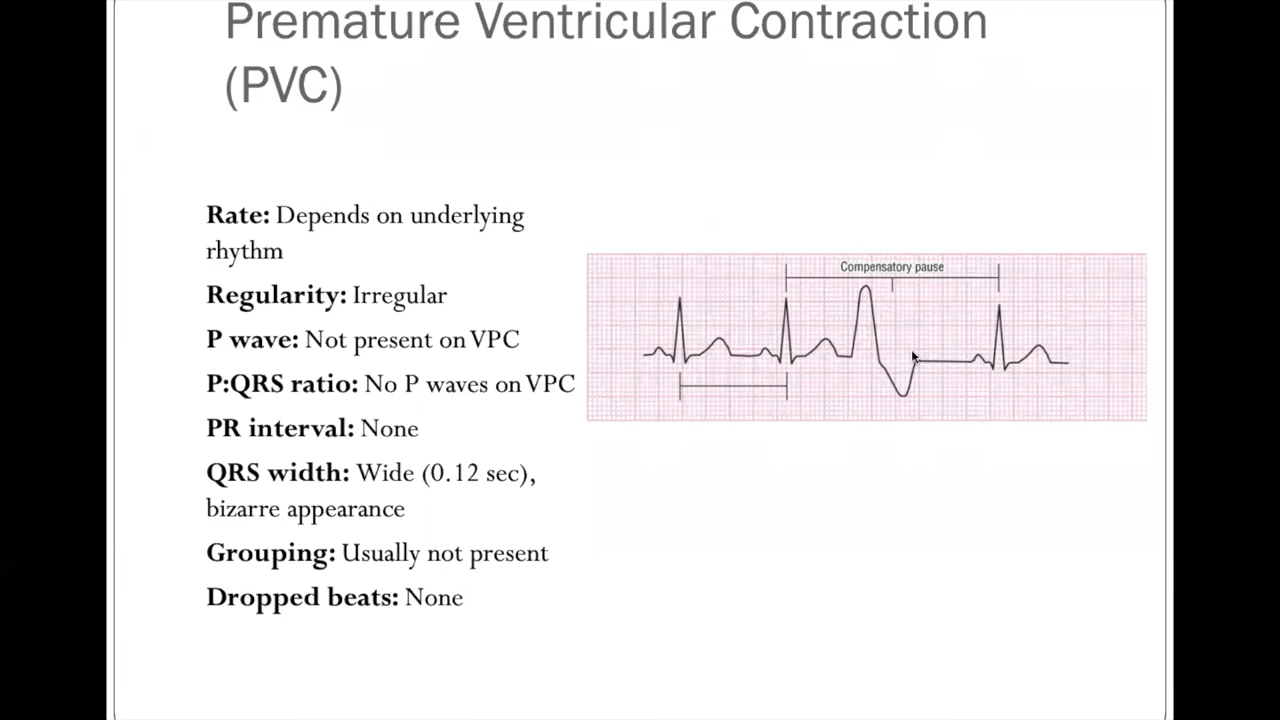 Premature Ventricular Contraction
(PVC)
Rate: Depends on underlying
rhythm
Regularity: Irregular
P wave: Not present on VPC
P:QRS ratio: No P waves on VPC
PR interval: None
QRS width: Wide (0.12 sec),
bizarre appearance
Grouping: Usually not present
Dropped beats: None
Compensatory pause